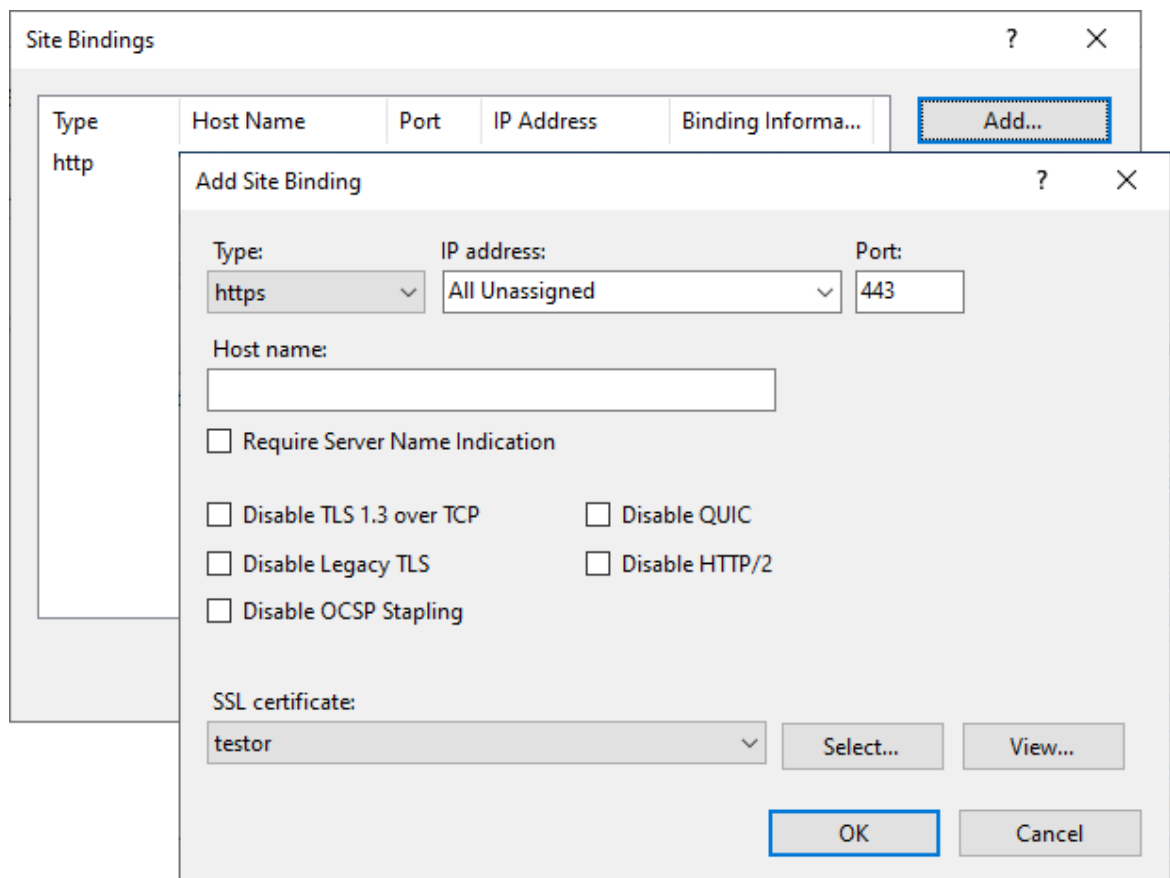 Site Bindings ?
Type Host Name Port IP Address Binding Informa... Add...
http
Add Site Binding ?
Type: IP address: Port:
https All Unassigned 443
Host name:
Require Server Name Indication
Disable TLS 1.3 over TCP Disable QUIC
Disable Legacy TLS Disable HTTP/2
Disable OCSP Stapling
SSL certificate:
testor Select... View...
OK Cancel